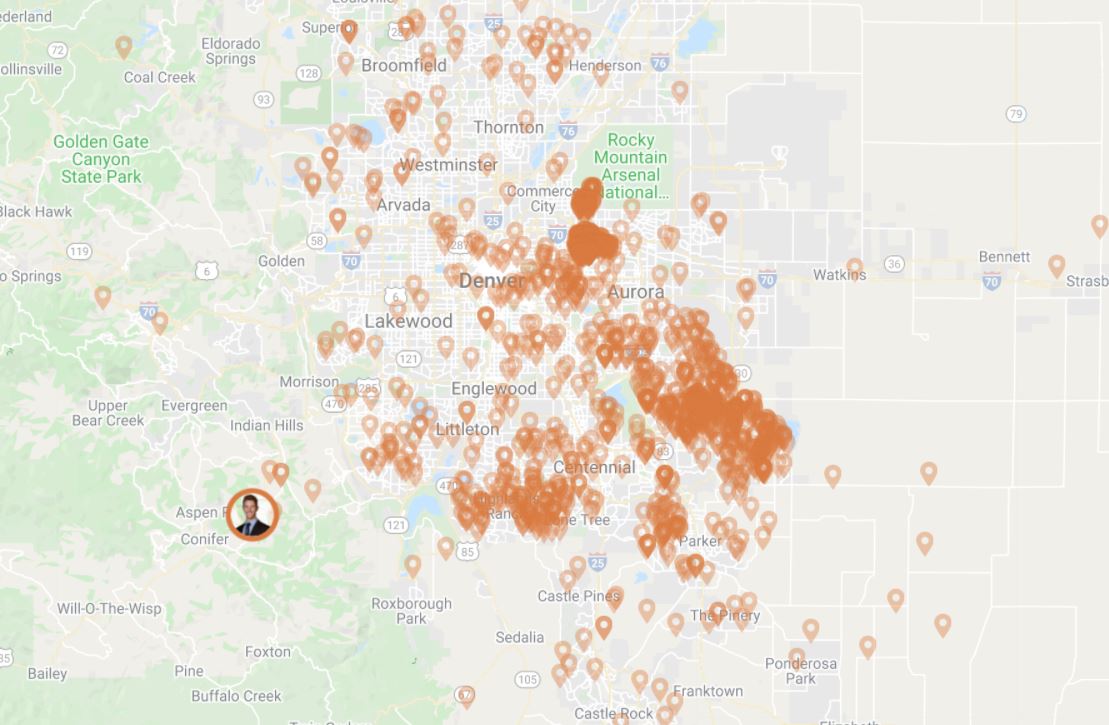 Louisville
ederland
Superior
25
28
72
Eldorado
Springs
ollinsville
Coal Creek
128
Broomfield
Henderson
76
93
79
Thornton
76
Golden Gate
Canyon
State Park
Rocky
Mountain
Arsenal
National...
Westminster
Commerce
City
Black Hawk
Arvada
25
70
58
287
119
6
Golden
70
o Springs
Denver
Aurora
70
Watkins
36
Bennett
70
Strasb
6
70
Lakewood
121
30
Morrison
285
470
Englewood
Upper
Bear Creek
Evergreen
Indian Hills
Littleton
83
Centennial
470
Ranch
one Tree
Aspen P
Conifer
121
85
Parker
25
Castle Pines
Will-O-The-Wisp
Roxborough
Park
The Pinery
Sedalia
Foxton
Ponderosa
Park
85
Bailey
Pine
105
Buffalo Creek
67
Franktown
Castle Rock
Elizabeth